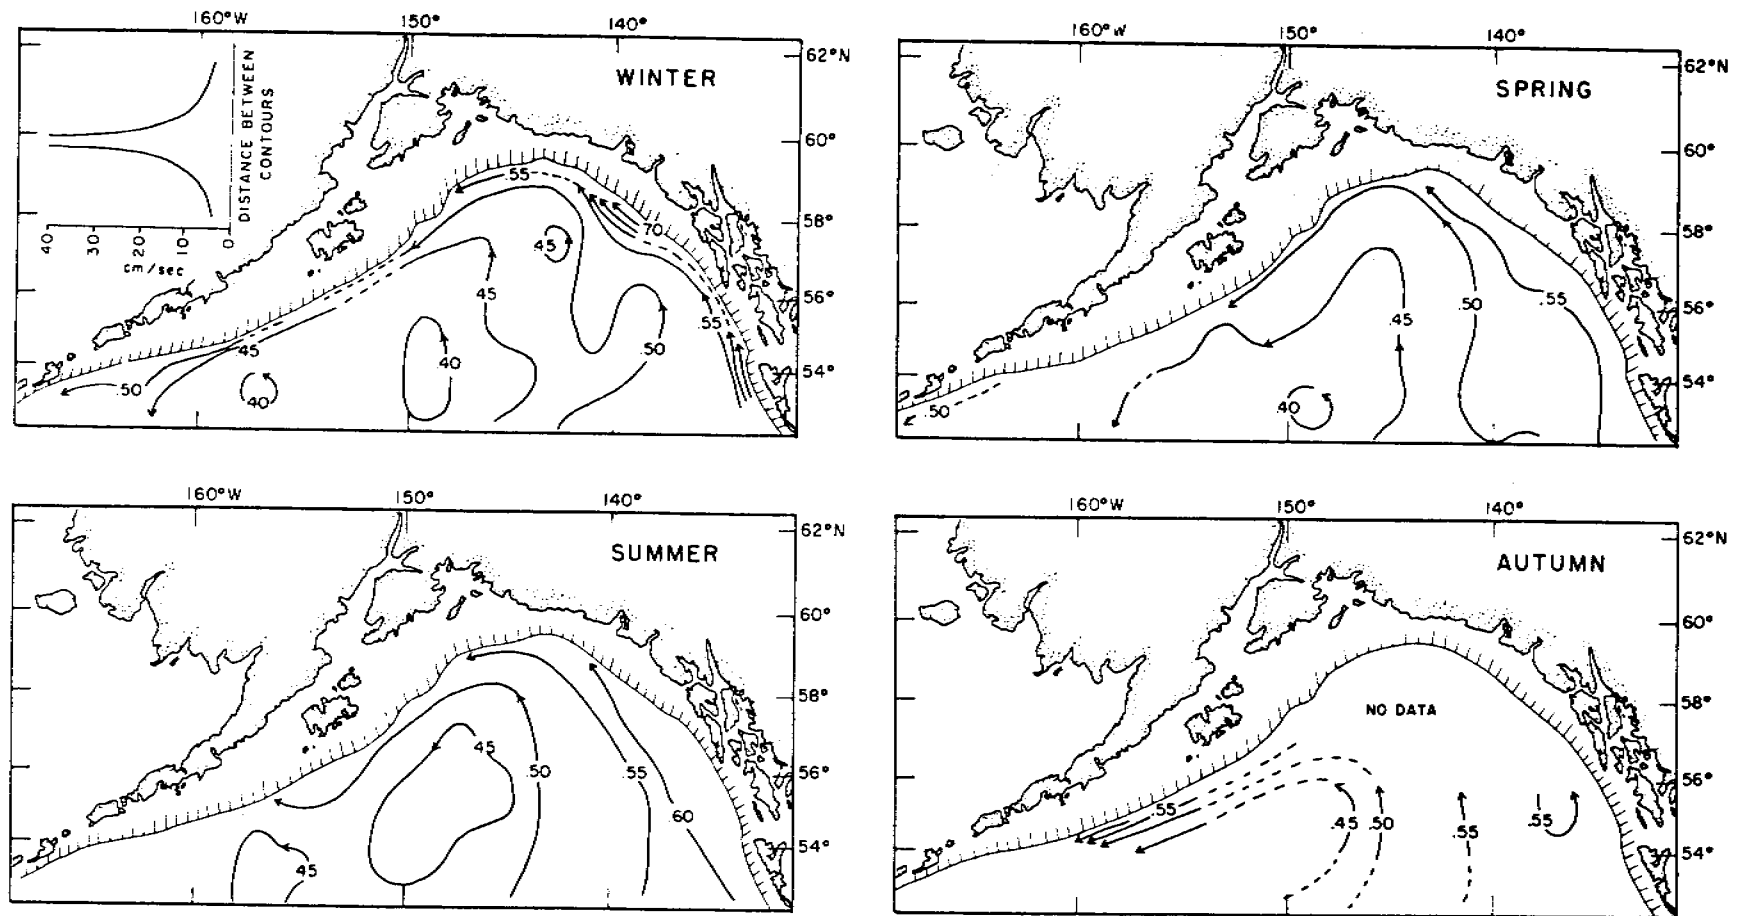 160°W 150° 140°
WINTER
62°N
60°
58°
56°
54°
DISTANCE BETWEEN
CONTOURS
40 30 20 10 0
cm/sec
.55
.70
45
.45
.55
.50
.40
.45
.50
.40
160°W 150° 140°
SPRING
62°N
60°
58°
56°
54°
.50
.55
.45
.40
.50
160°W 150° 140°
SUMMER
62°N
60°
58°
56°
54°
45
.50
.55
.60
45
160°W 150° 140°
AUTUMN
62°N
60°
58°
56°
54°
NO DATA
.55
.45
.50
.55
.55